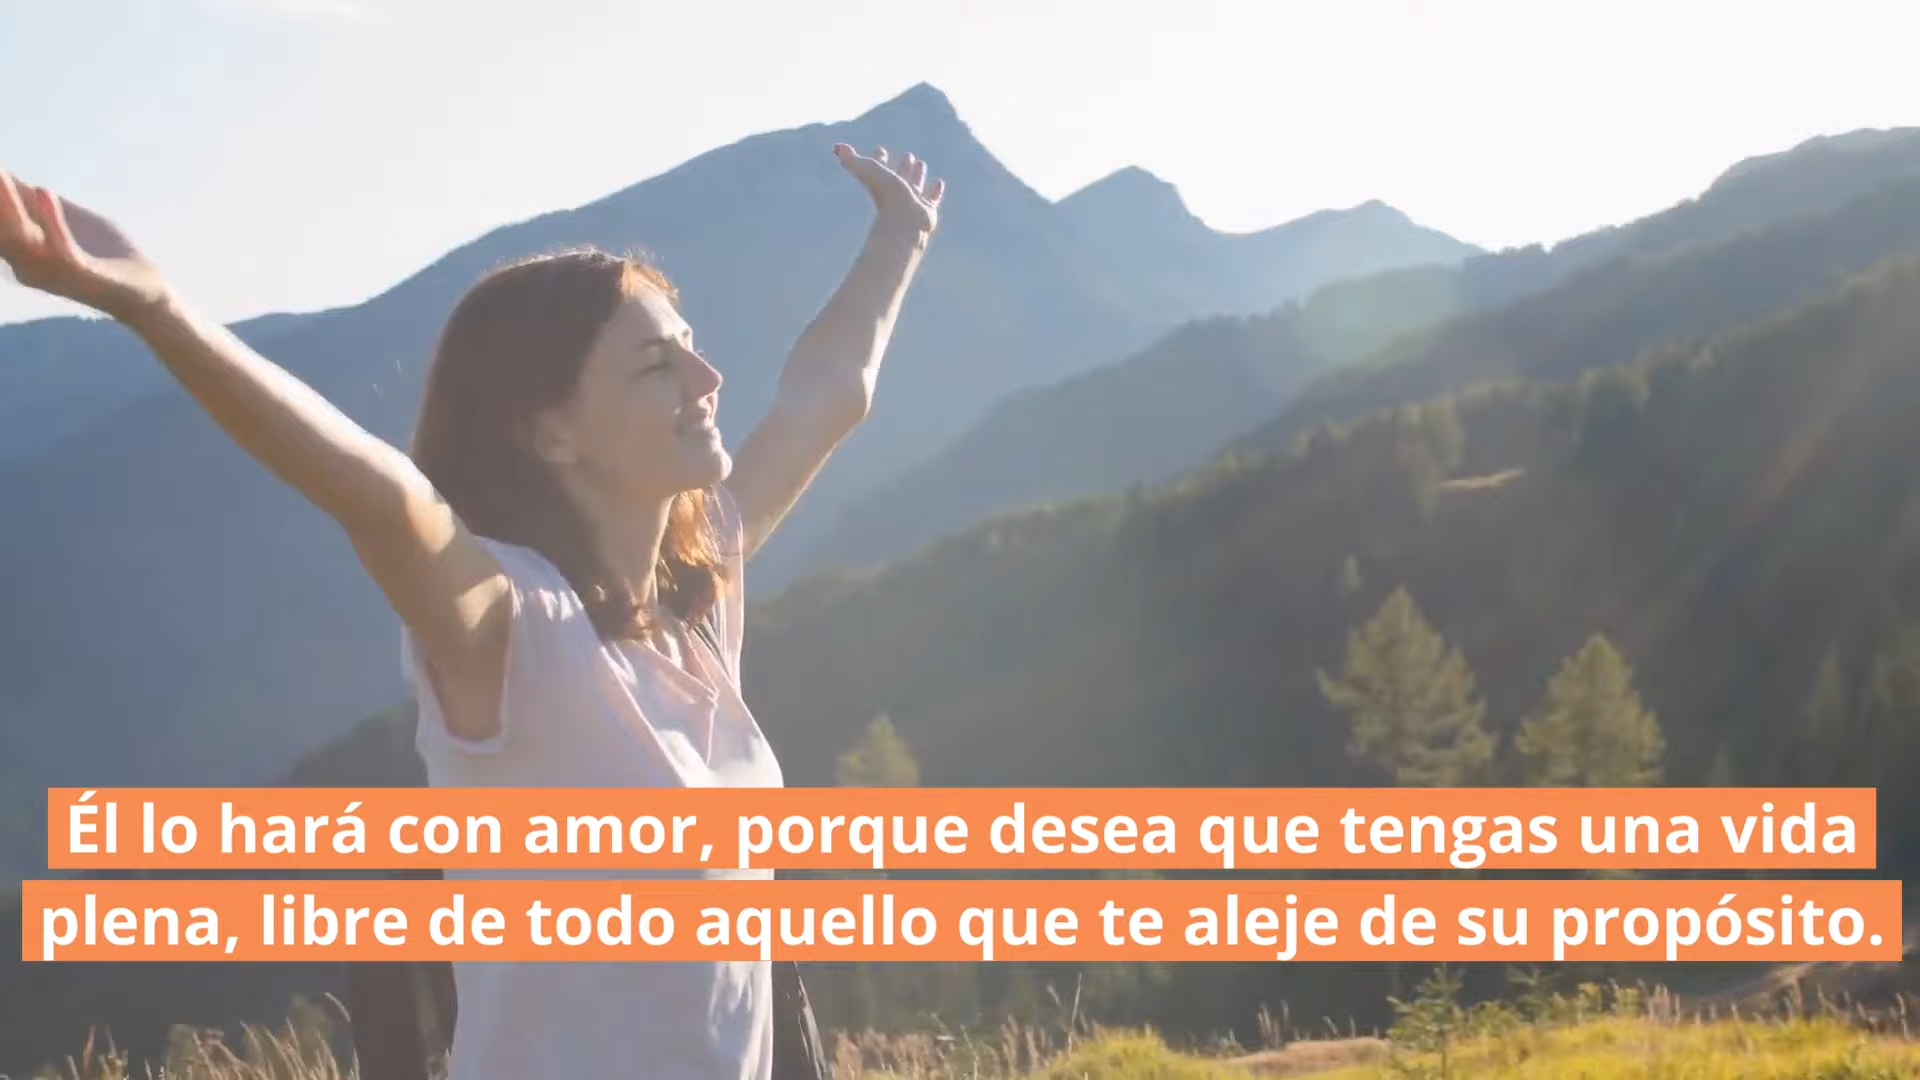 Él lo hará con amor, porque desea que tengas una vida
plena, libre de todo aquello que te aleje de su propósito.